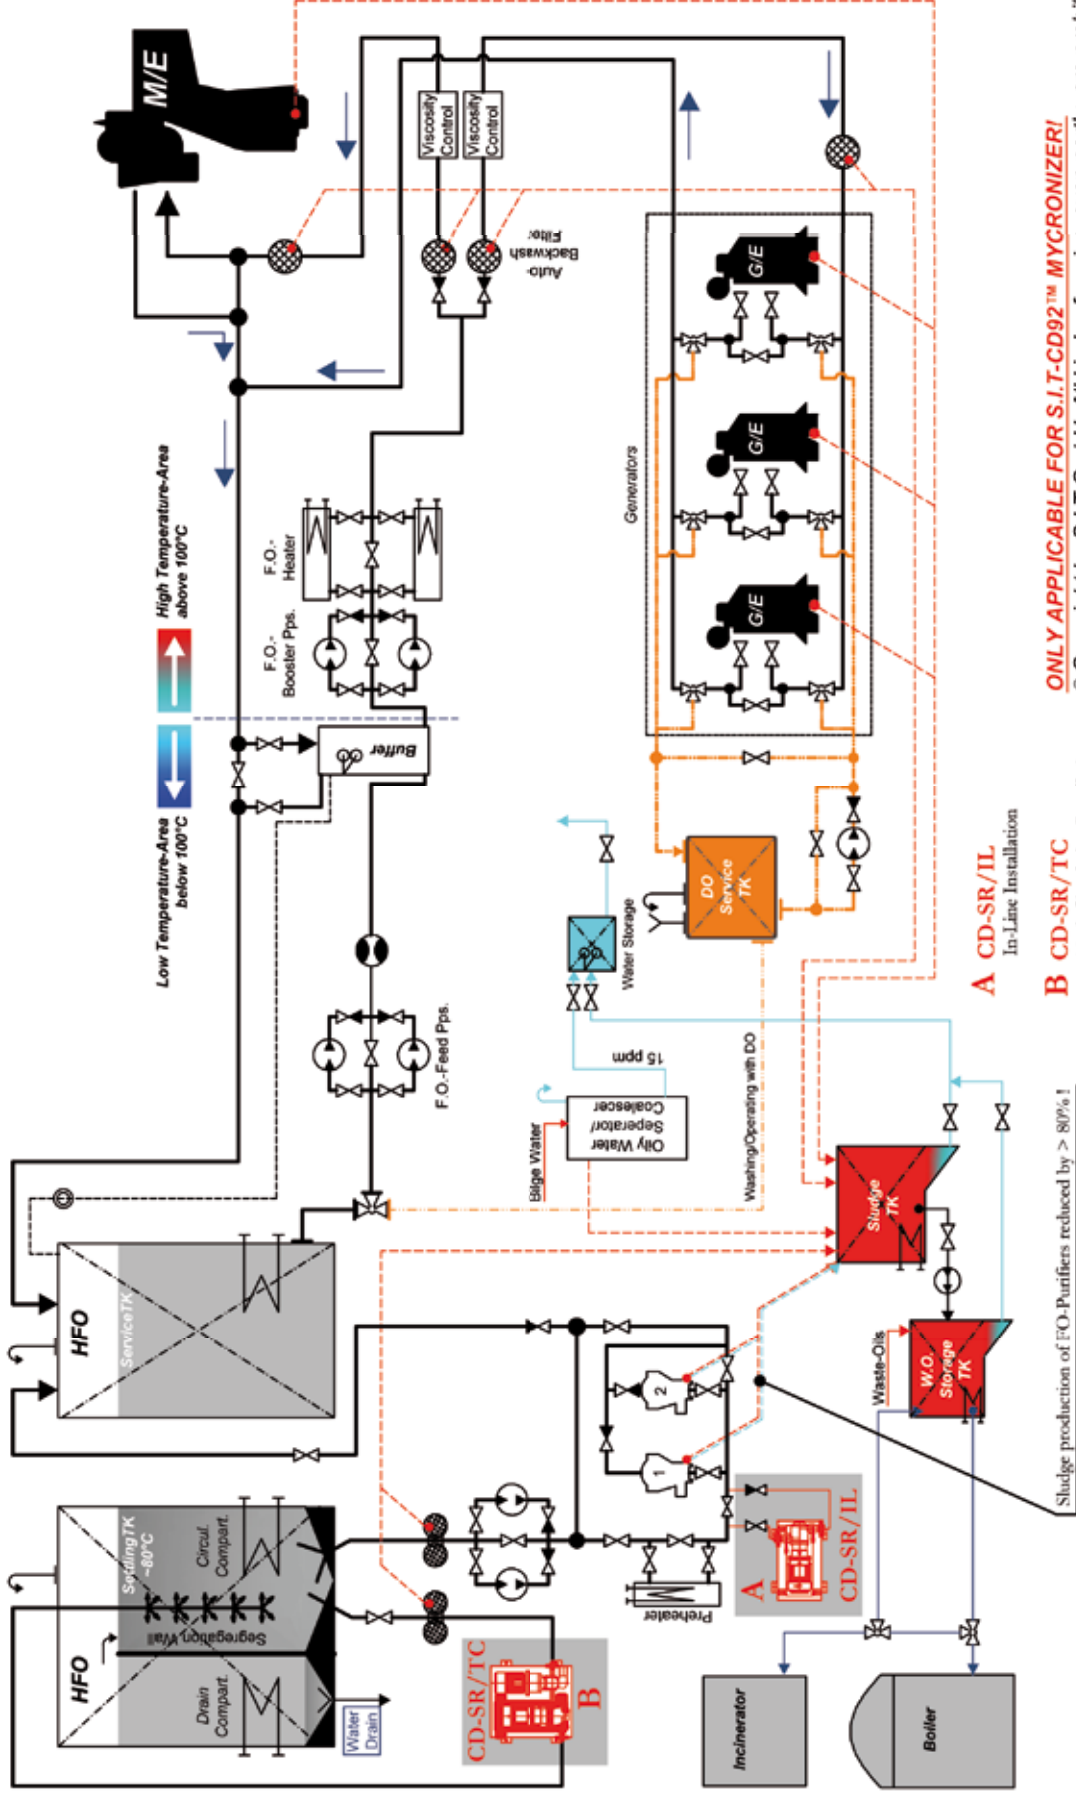 M/E
Viscosity
Control
Viscosity
Control
Auto-
Backwash
Filter
High Temperature-Area
above 100°C
Low Temperature-Area
below 100°C
F.O.-
Heater
F.O.-
Booster Pps.
Buffer
F.O.-Feed Pps.
Generators
G/E
G/E
G/E
DO
Service
TK
Water Storage
15 ppm
Oily Water
Seperator/
Coalescer
Bilge Water
Washing/Operating with DO
HFO
ServiceTK
HFO
HFO
SettlingTK
~80°C
Circul.
Compart.
Segregation Wall
Drain
Compart.
Water
Drain
CD-SR/TC
B
1
2
Preheater
A
CD-SR/IL
Sludge
TK
W.O.
Storage
TK
Waste-Oils
Incinerator
Boiler
A CD-SR/IL
In-Line Installation
B CD-SR/TC
ONLY APPLICABLE FOR S.I.T-CD92™ MYCRONIZER!
Sludge production of FO-Purifiers reduced by > 80% !